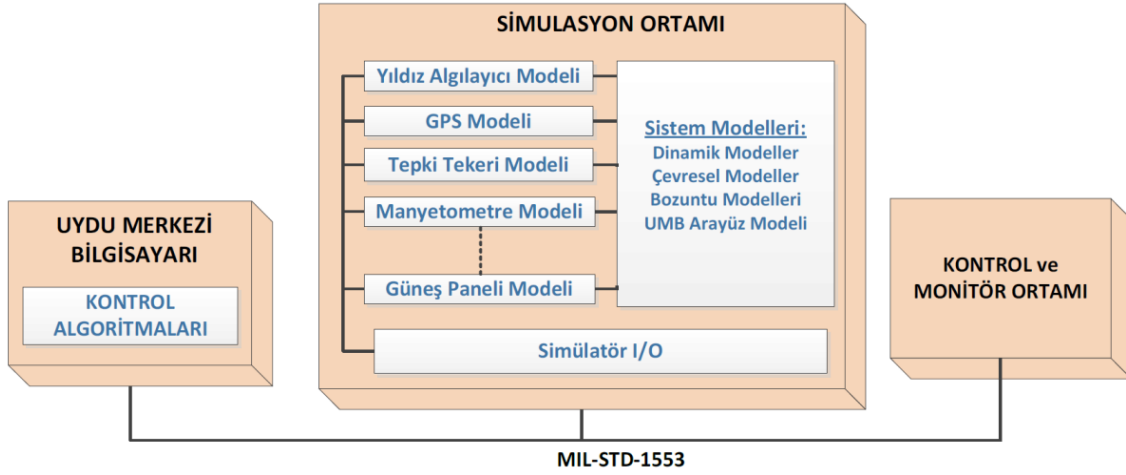 SİMULASYON ORTAMI
Yıldız Algılayıcı Modeli
GPS Modeli
Tepki Tekeri Modeli
Manyetometre Modeli
Güneş Paneli Modeli
Sistem Modelleri:
Dinamik Modeller
Çevresel Modeller
Bozuntu Modelleri
UMB Arayüz Modeli
Simülatör I/O
UYDU MERKEZİ
BİLGİSAYARI
KONTROL
ALGORİTMALARI
KONTROL ve
MONİTÖR ORTAMI
MIL-STD-1553